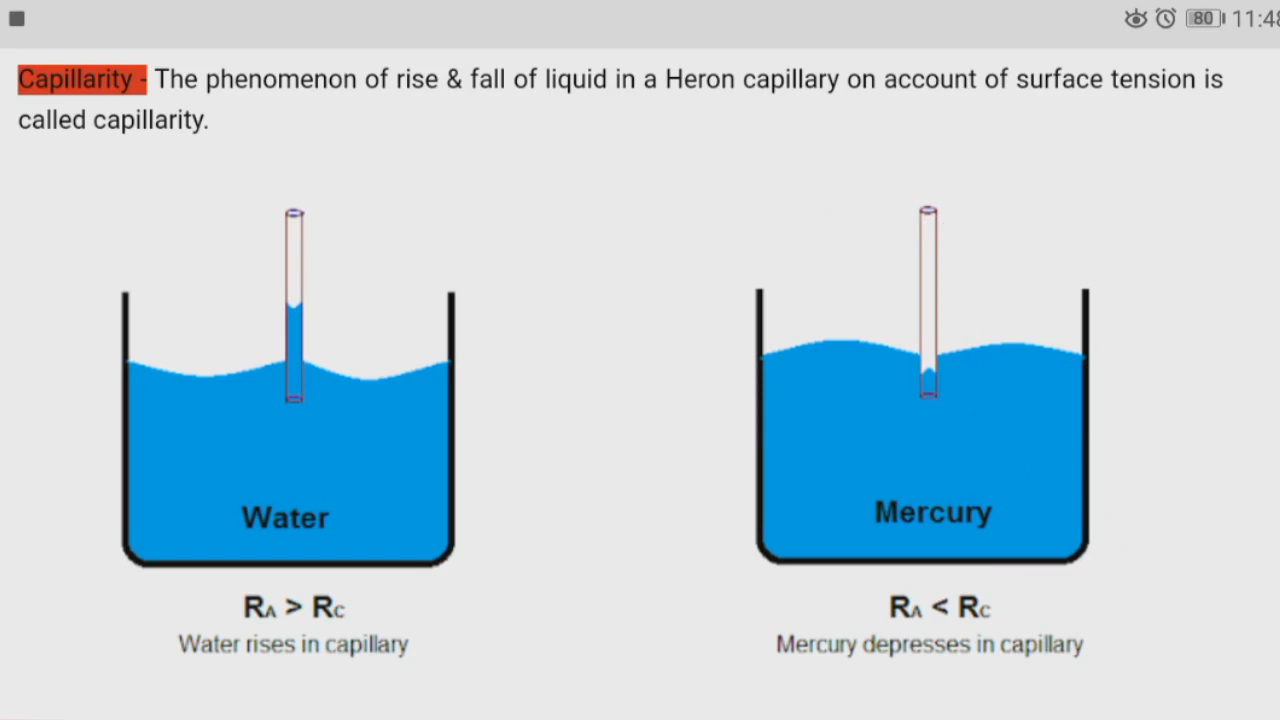 80 11:48
Capillarity - The phenomenon of rise & fall of liquid in a Heron capillary on account of surface tension is
called capillarity.
Water
Mercury
RA > RC
RA < RC
Water rises in capillary
Mercury depresses in capillary